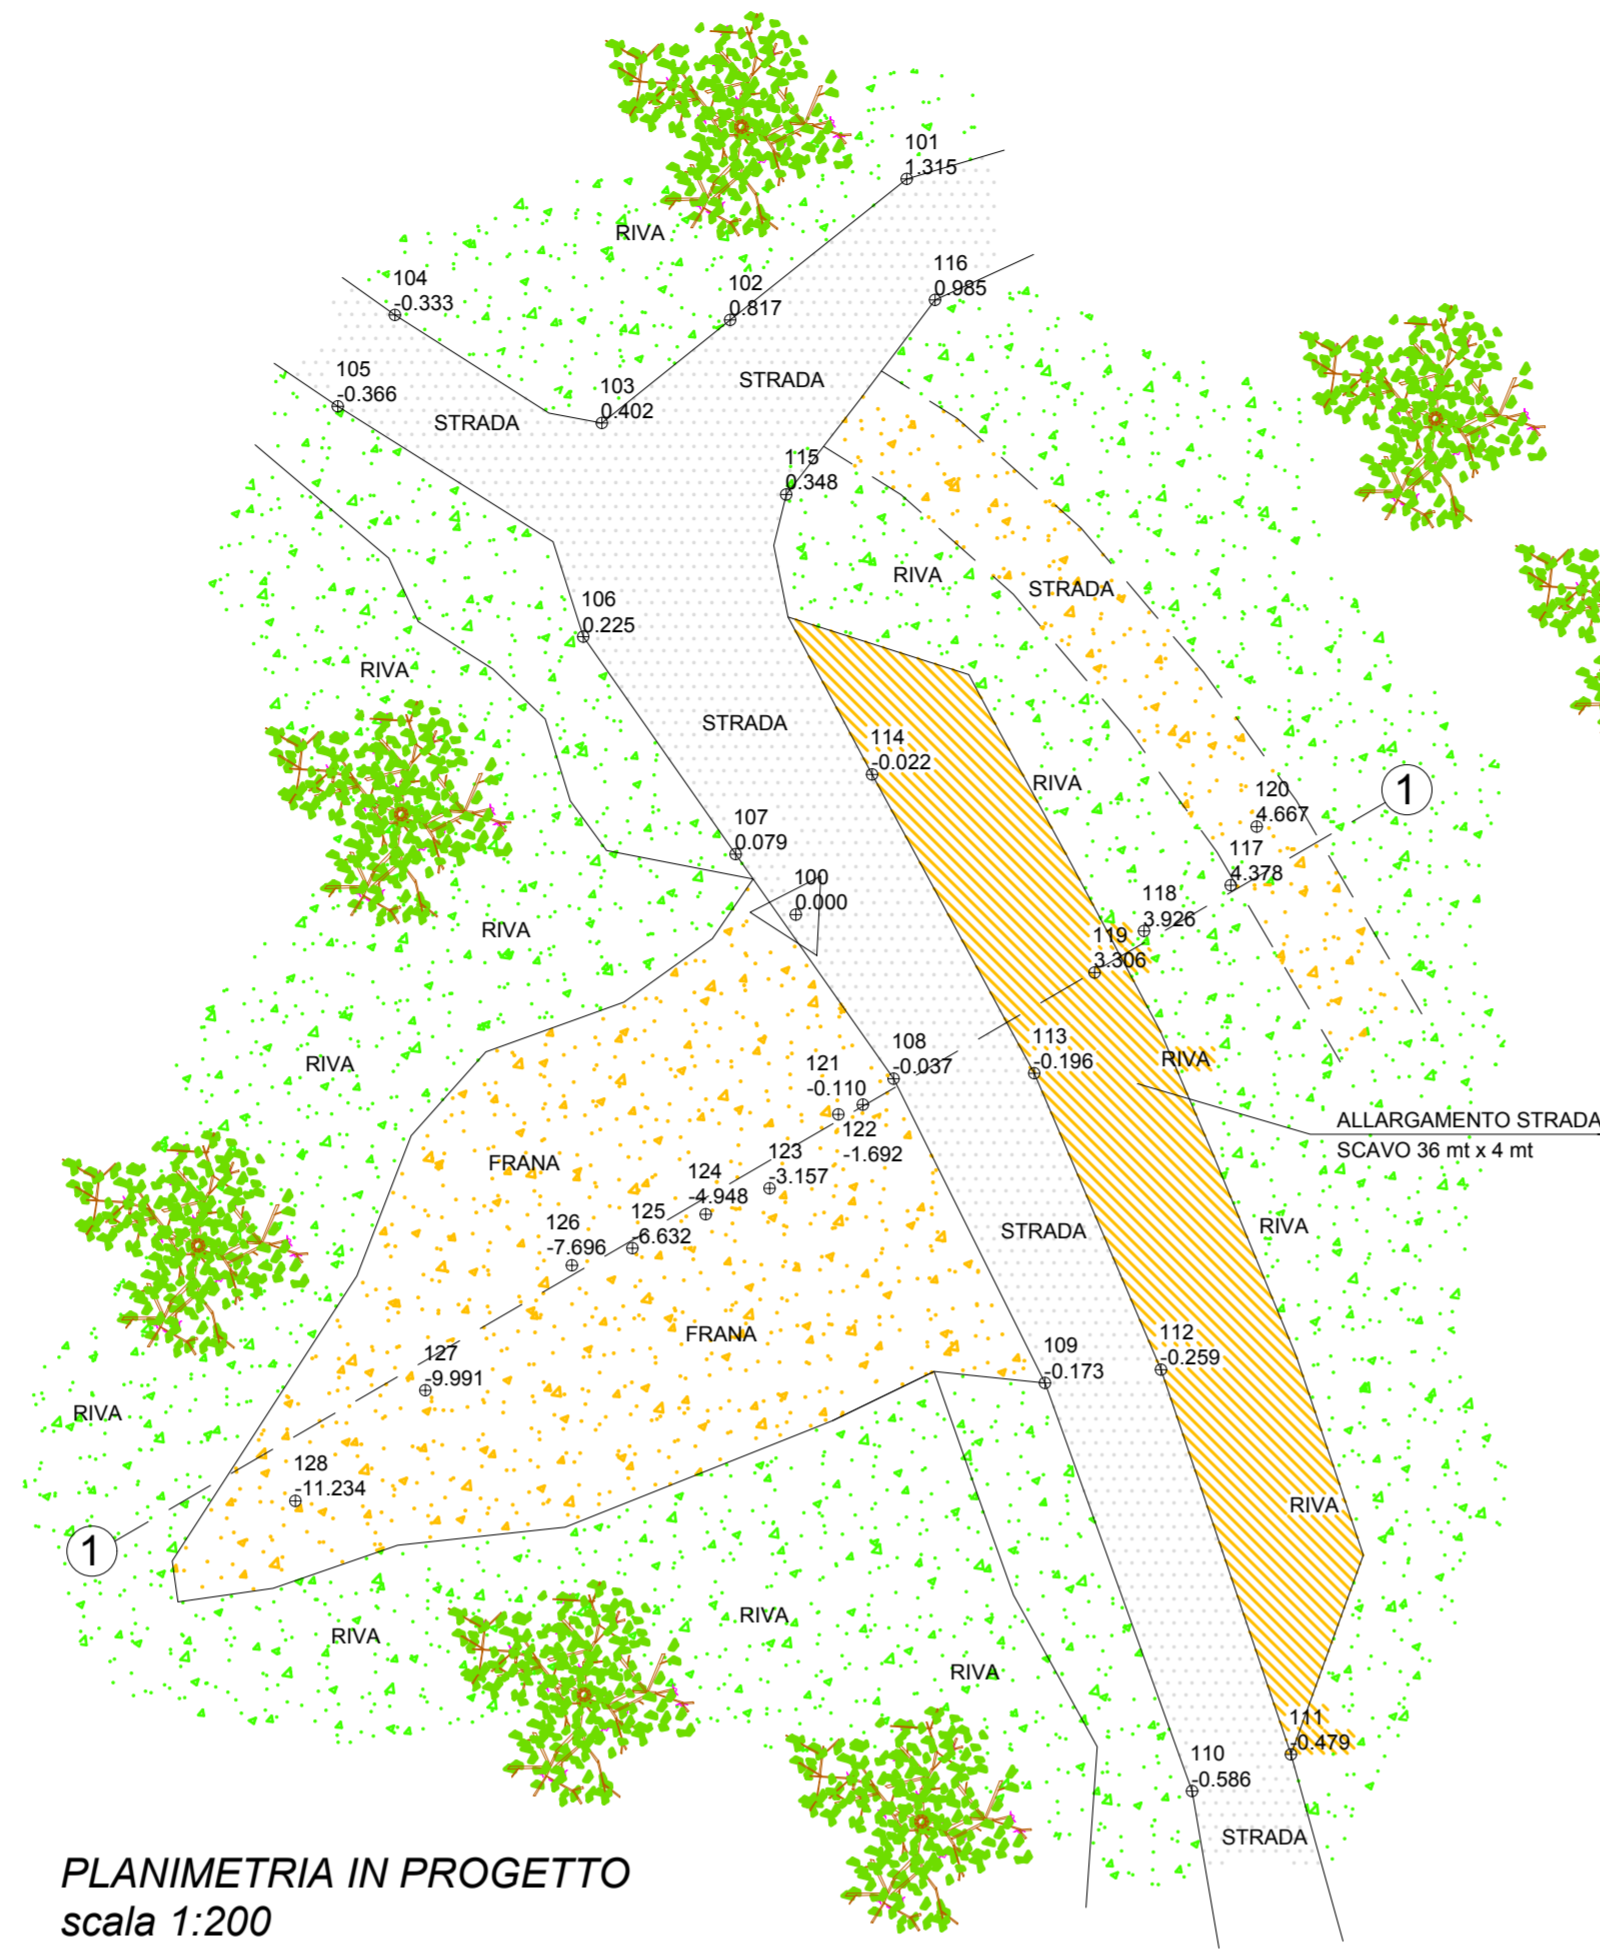 101
1.315
RIVA
116
0.985
104
-0.333
102
0.817
STRADA
105
-0.366
103
0.402
STRADA
115
0.348
RIVA
STRADA
106
0.225
RIVA
STRADA
114
-0.022
RIVA
120
4.667
1
107
0.079
117
4.378
100
0.000
118
3.926
RIVA
119
3.306
RIVA
108
-0.037
113
-0.196
RIVA
121
-0.110
ALLARGAMENTO STRADA
SCAVO 36 mt x 4 mt
122
-1.692
FRANA
123
-3.157
124
-4.948
125
-6.632
126
-7.696
STRADA
RIVA
FRANA
112
-0.259
109
-0.173
127
-9.991
RIVA
128
-11.234
RIVA
1
RIVA
RIVA
RIVA
111
-0.479
110
-0.586
STRADA
PLANIMETRIA IN PROGETTO
scala 1:200